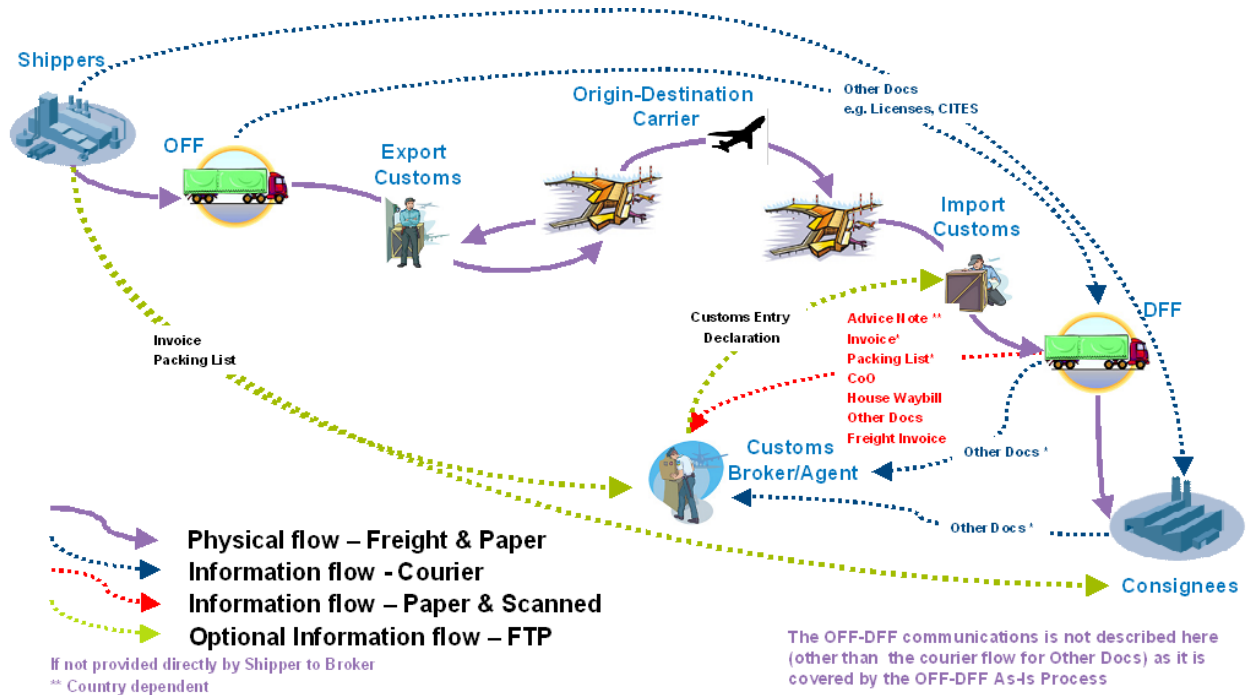 Shippers
OFF
Export
Customs
Origin-Destination
Carrier
Other Docs
e.g. Licenses, CITES
Import
Customs
DFF
Invoice
Packing List
Customs Entry
Declaration
Advice Note **
Invoice*
Packing List*
CoO
House Waybill
Other Docs
Freight Invoice
Customs
Broker/Agent
Other Docs *
Other Docs *
Consignees
Physical flow – Freight & Paper
Information flow - Courier
Information flow – Paper & Scanned
Optional Information flow – FTP
If not provided directly by Shipper to Broker
** Country dependent
The OFF-DFF communications is not described here
(other than the courier flow for Other Docs) as it is
covered by the OFF-DFF As-Is Process